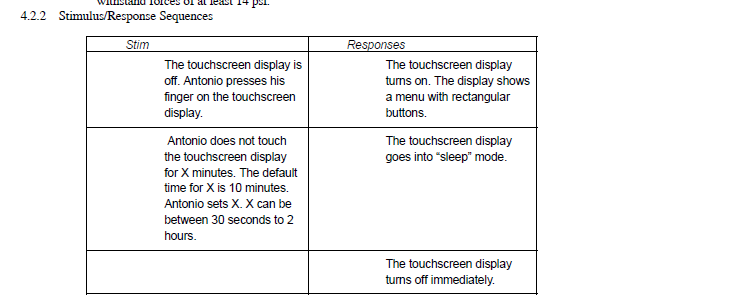 withstand forces of at least 14 psi.
4.2.2 Stimulus/Response Sequences
Stim
Responses
The touchscreen display is
off. Antonio presses his
finger on the touchscreen
display.
The touchscreen display
turns on. The display shows
a menu with rectangular
buttons.
Antonio does not touch
the touchscreen display
for X minutes. The default
time for X is 10 minutes.
Antonio sets X. X can be
between 30 seconds to 2
hours.
The touchscreen display
goes into “sleep” mode.
The touchscreen display
turns off immediately.